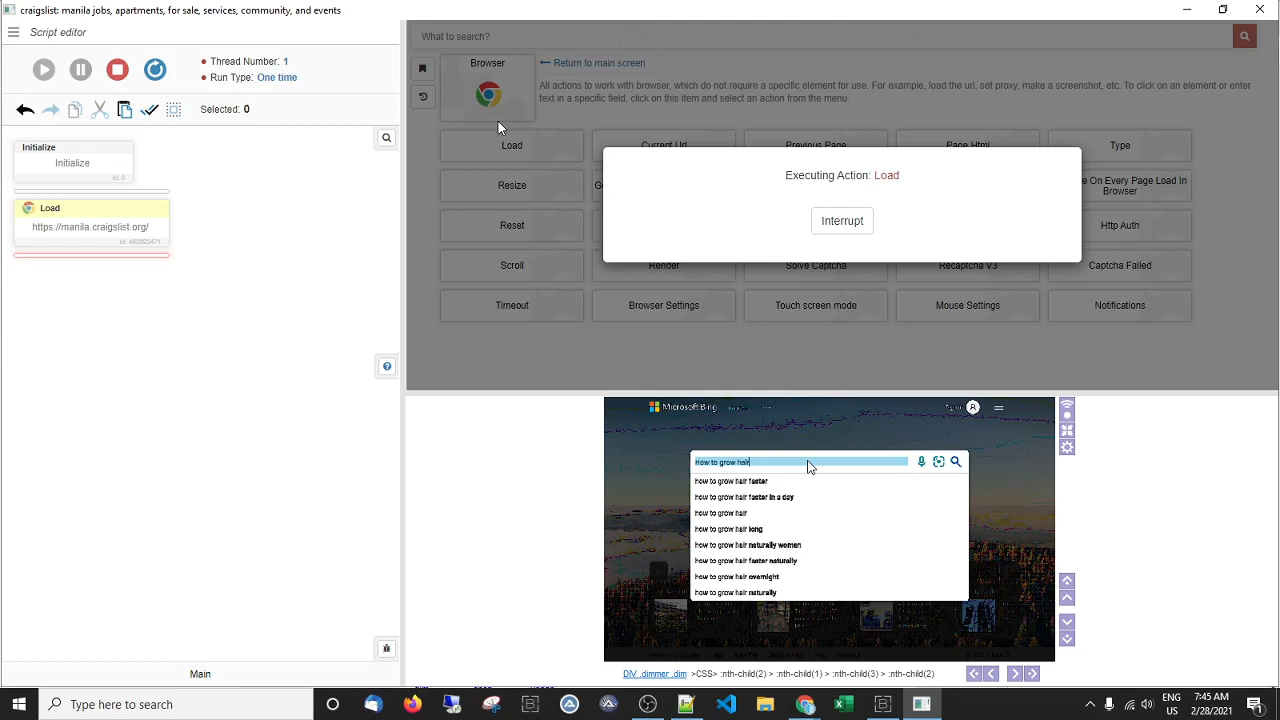 craigslist: manila jobs, apartments, for sale, services, community, and events
Script editor
Thread Number: 1
Run Type: One time
Selected: 0
Initialize
Initialize
Id: 0
Load
https://manila.craigslist.org/
Main
What to search?
Browser
Return to main screen
All actions to work with browser, which do not require a specific element for use. For example, load the url, set proxy, make a screenshot, etc. To click on an element or enter
text in a specific field, click on this item and select an action from the menu.
Load
Current Url
Previous Page
Page Html
Type
Resize
e On Every Page Load In
Browser
Reset
Http Auth
Scroll
Render
Solve Captcha
Recaptcha V3
Captcha Failed
Timeout
Browser Settings
Touch screen mode
Mouse Settings
Notifications
Executing Action: Load
Interrupt
Microsoft Bing
How to grow hair
how to grow hair faster
how to grow hair faster in a day
how to grow hair
how to grow hair long
how to grow hair naturally women
how to grow hair faster naturally
how to grow hair overnight
how to grow hair naturally
DIV .dimmer .dim >CSS> :nth-child(2) > :nth-child(1) > :nth-child(3) > :nth-child(2)
Type here to search
ENG
US
7:45 AM
2/28/2021